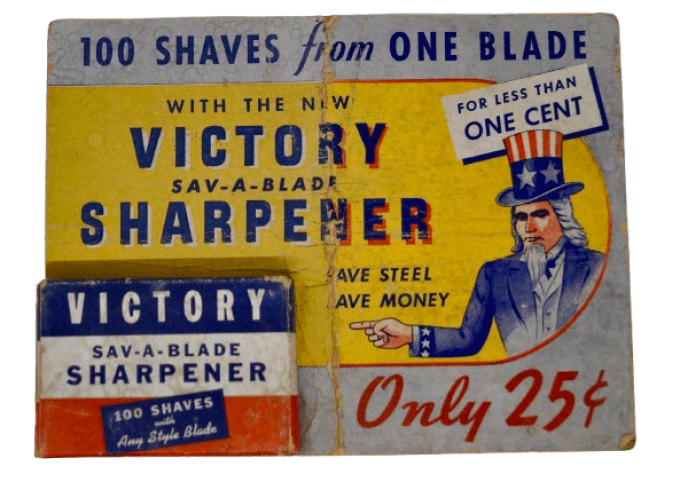 100 SHAVES from ONE BLADE
WITH THE NEW
VICTORY
SAV-A-BLADE
SHARPENER
FOR LESS THAN
ONE CENT
AVE STEEL
AVE MONEY
Only 25¢
VICTORY
SAV-A-BLADE
SHARPENER
100 SHAVES
with
Any Style Blade